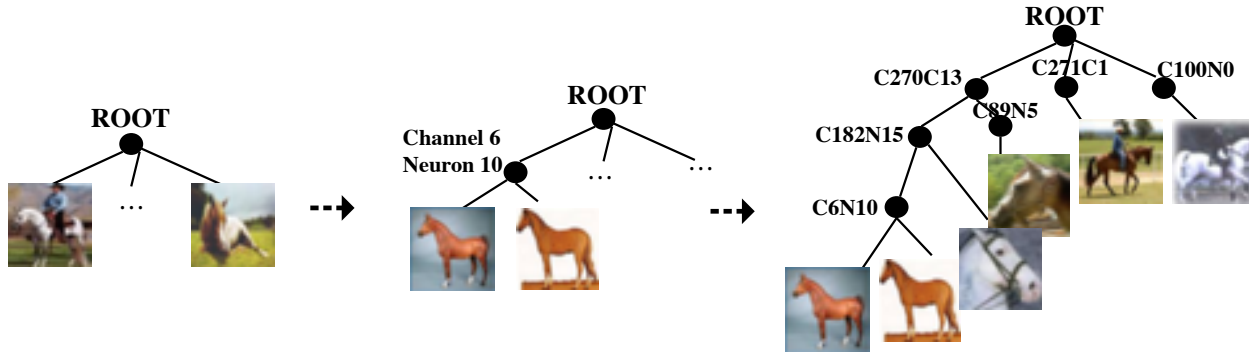 ROOT
...
ROOT
Channel 6
Neuron 10
...
...
ROOT
C270C13
C271C1
C100N0
C182N15
C89N5
C6N10